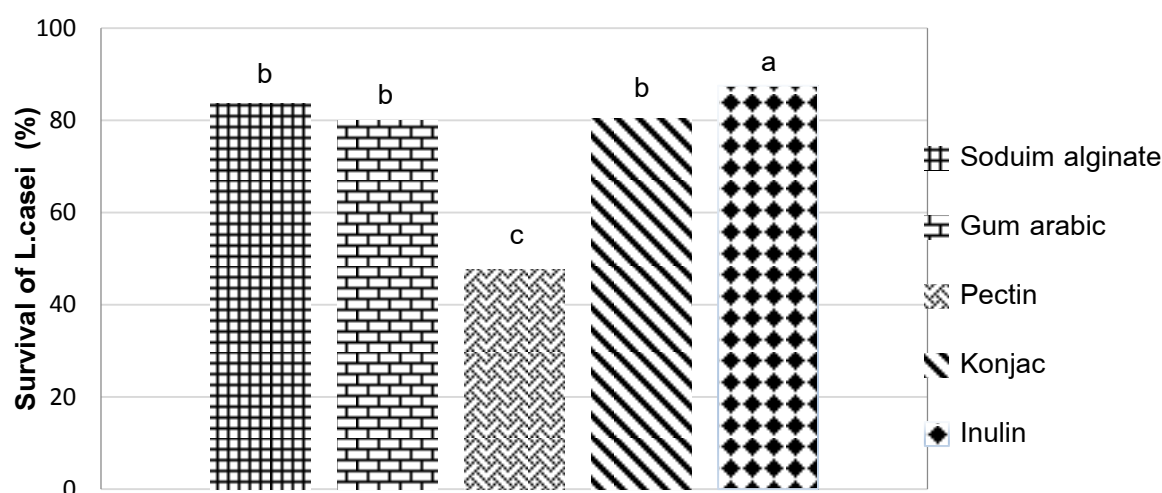 100
80
60
40
20
0
Survival of L.casei (%)
b
b
c
b
a
Soduim alginate
Gum arabic
Pectin
Konjac
Inulin